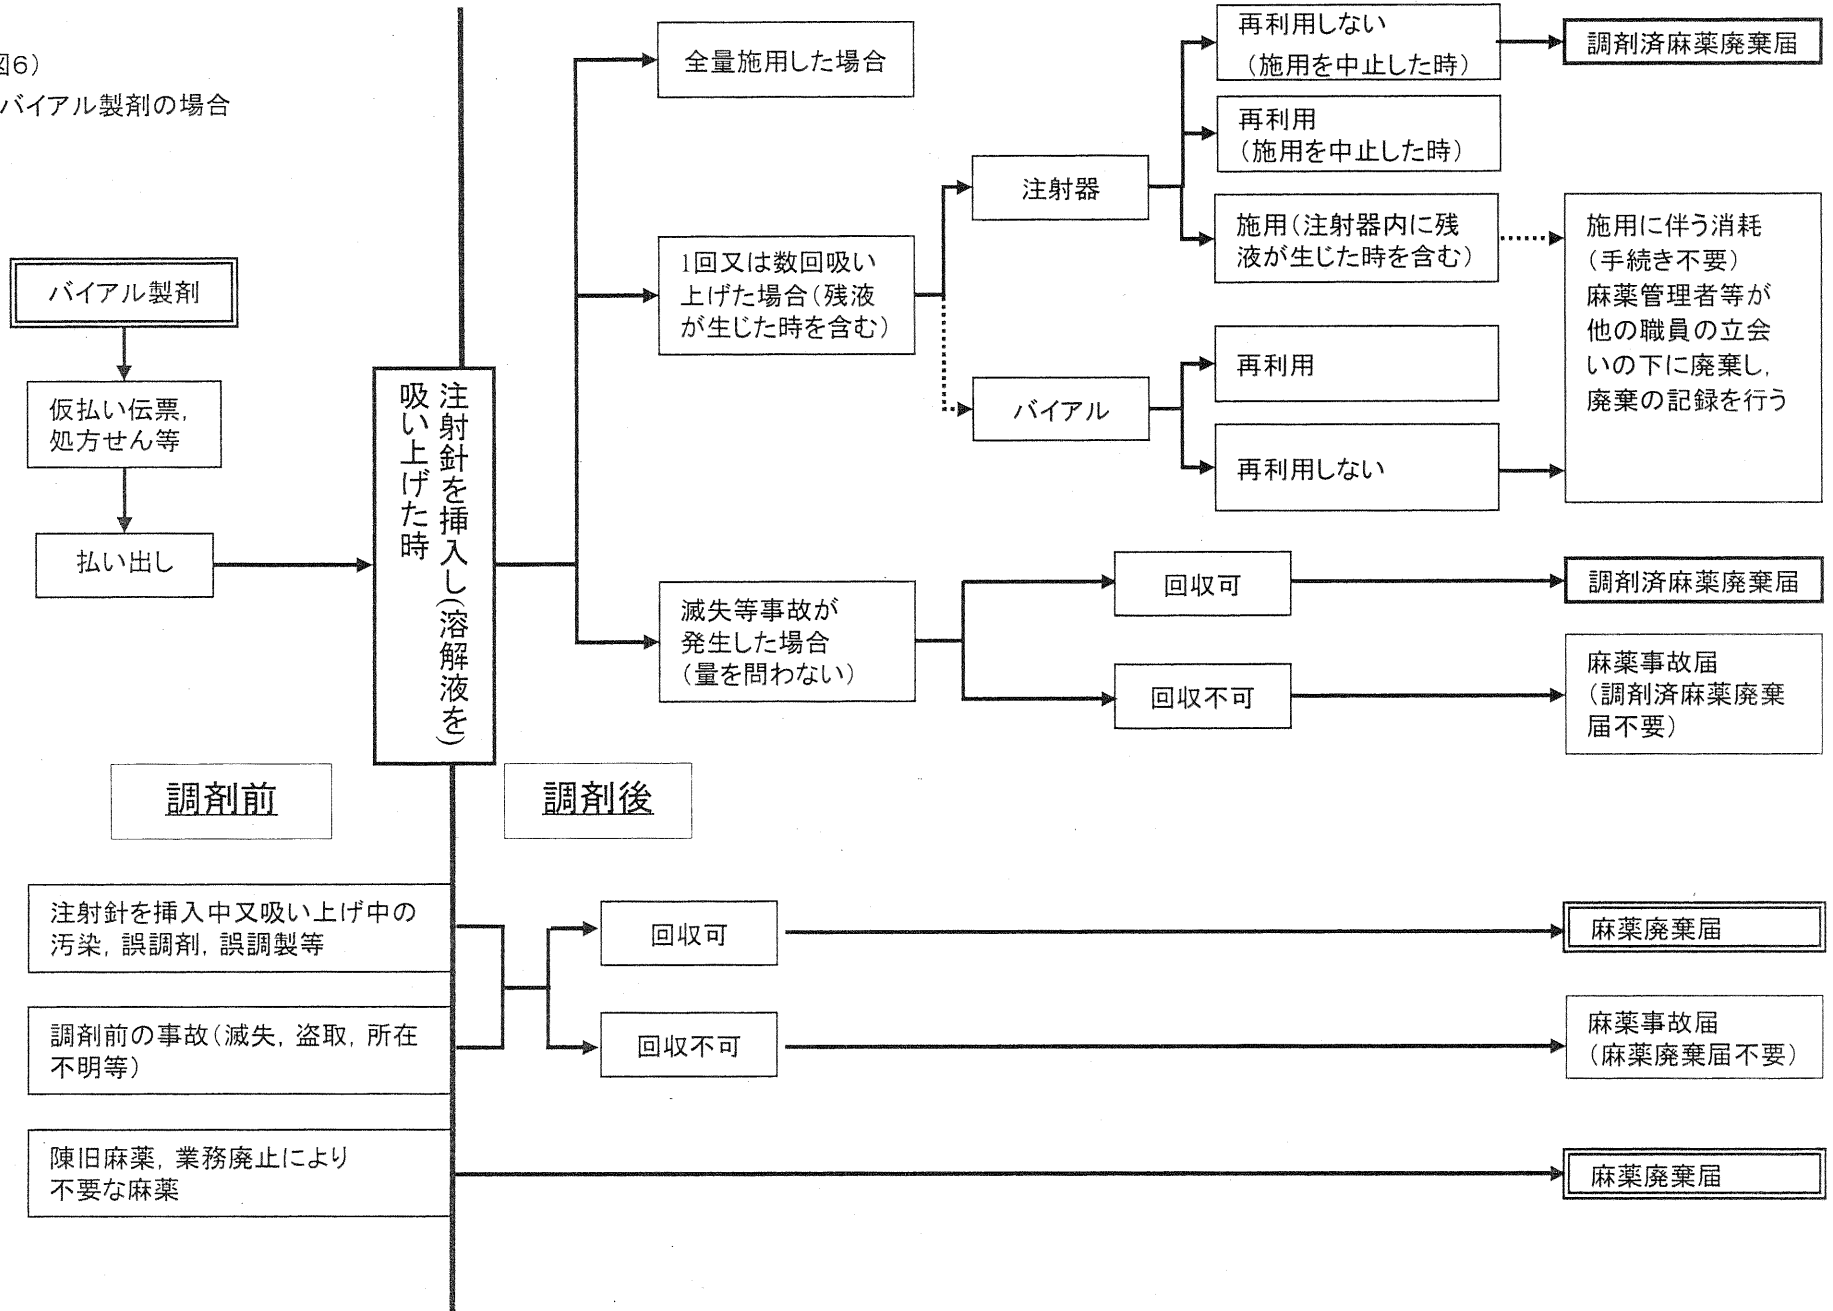 図6）
バイアル製剤の場合
バイアル製剤
仮払い伝票,
処方せん等
払い出し
注射針を挿入し(溶解液を)
吸い上げた時
全量施用した場合
1回又は数回吸い
上げた場合（残液
が生じた時を含む）
滅失等事故が
発生した場合
（量を問わない）
注射器
バイアル
再利用しない
（施用を中止した時）
再利用
（施用を中止した時）
施用（注射器内に残
液が生じた時を含む）
再利用
再利用しない
調剤済麻薬廃棄届
施用に伴う消耗
（手続き不要）
麻薬管理者等が
他の職員の立会
いの下に廃棄し,
廃棄の記録を行う
回収可
回収不可
調剤済麻薬廃棄届
麻薬事故届
（調剤済麻薬廃棄
届不要）
調剤前
調剤後
注射針を挿入中又吸い上げ中の
汚染, 誤調剤, 誤調製等
調剤前の事故（滅失, 盗取, 所在
不明等）
陳旧麻薬, 業務廃止により
不要な麻薬
回収可
回収不可
麻薬廃棄届
麻薬事故届
（麻薬廃棄届不要）
麻薬廃棄届